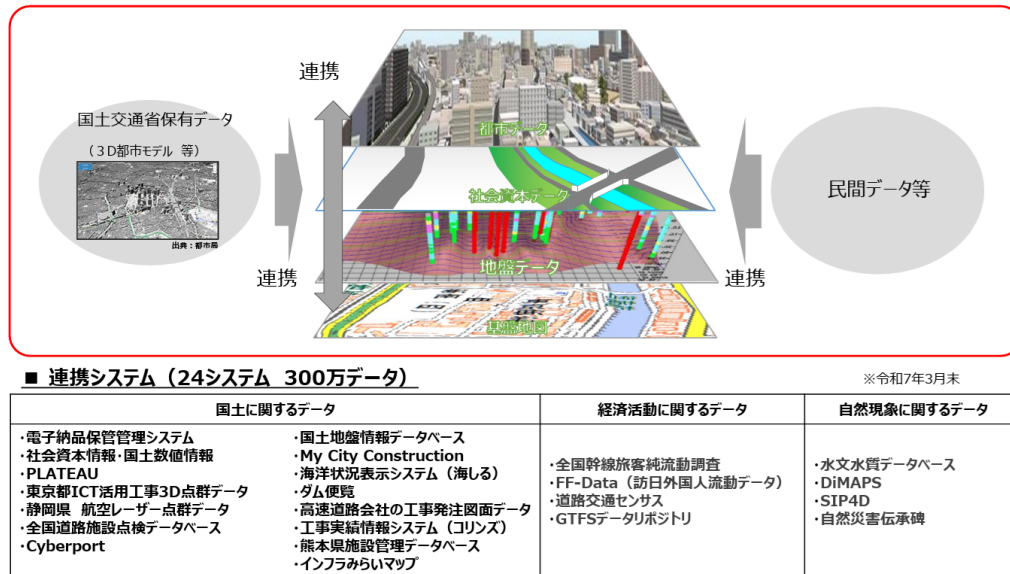 連携
国土交通省保有データ
（３D都市モデル 等）
出典：都市局
連携
都市データ
社会資本データ
地盤データ
基盤地図
民間データ等
連携
■ 連携システム（24システム 300万データ）
※令和7年3月末
国土に関するデータ
・電子納品保管管理システム
・社会資本情報・国土数値情報
・PLATEAU
・東京都ICT活用工事3D点群データ
・静岡県 航空レーザー点群データ
・全国道路施設点検データベース
・Cyberport
・国土地盤情報データベース
・My City Construction
・海洋状況表示システム（海しる）
・ダム便覧
・高速道路会社の工事発注図面データ
・工事実績情報システム（コリンズ）
・熊本県施設管理データベース
・インフラみらいマップ
経済活動に関するデータ
・全国幹線旅客純流動調査
・FF-Data（訪日外国人流動データ）
・道路交通センサス
・GTFSデータリポジトリ
自然現象に関するデータ
・水文水質データベース
・DiMAPS
・SIP4D
・自然災害伝承碑